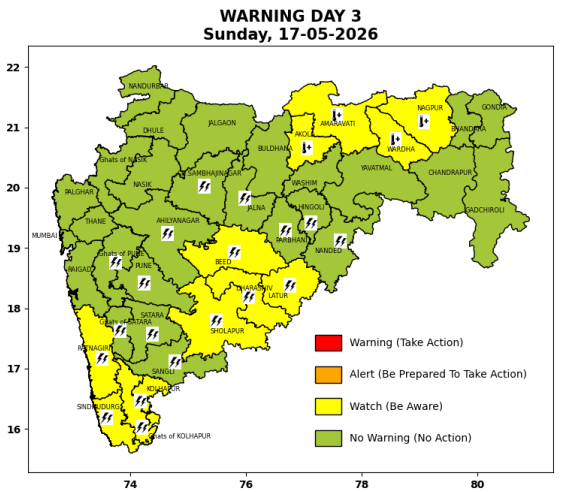 WARNING DAY 3
Sunday, 17-05-2026
22
21
20
19
18
17
16
74
76
78
80
NANDURBAR
DHULE
JALGAON
BULDHANA
AKOLA
AMARAVATI
NAGPUR
WARDHA
BHANDARA
GONDIA
Ghats of NASIK
NASIK
PALGHAR
THANE
MUMBAI
SAMBHAJINAGAR
JALNA
WASHIM
YAVATMAL
CHANDRAPUR
GADCHIROLI
AHILYANAGAR
HINGOLI
PARBHANI
NANDED
RAIGAD
Ghats of PUNE
PUNE
BEED
DHARASHIV
LATUR
SATARA
Ghats of SATARA
SHOLAPUR
RATNAGIRI
SANGLI
KOLHAPUR
SINDHUDURG
Ghats of KOLHAPUR
Warning (Take Action)
Alert (Be Prepared To Take Action)
Watch (Be Aware)
No Warning (No Action)